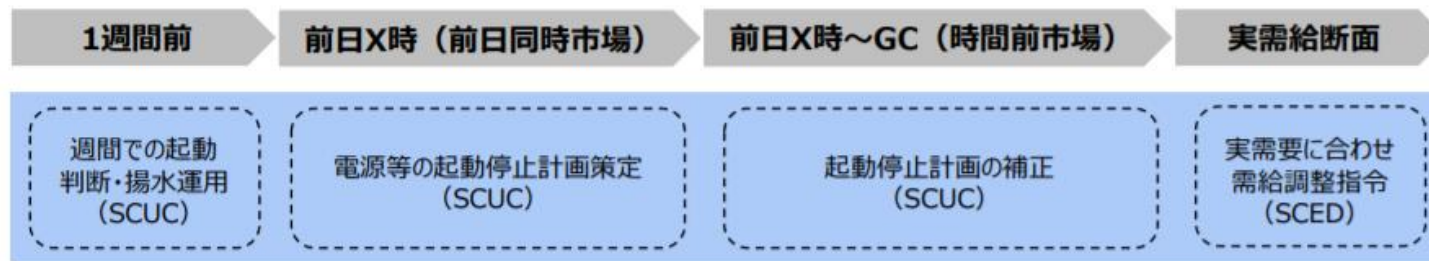 1週間前
前日X時（前日同時市場）
前日X時～GC（時間前市場）
実需給断面
週間での起動
判断・揚水運用
（SCUC）
電源等の起動停止計画策定
（SCUC）
起動停止計画の補正
（SCUC）
実需要に合わせ
需給調整指令
（SCED）